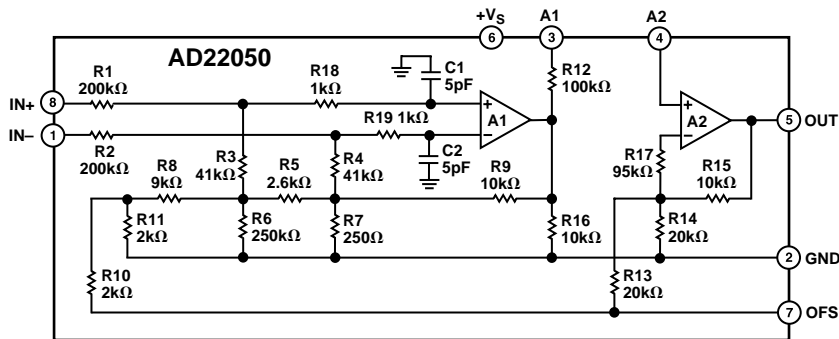 +VS A1 A2
6 3 4
AD22050
R1
200kΩ
R18
1kΩ
C1
5pF
R12
100kΩ
IN+ 8
IN– 1
R19 1kΩ
+
–
A1
+
–
A2
5 OUT
R2
200kΩ
R3
41kΩ
R4
41kΩ
C2
5pF
R17
95kΩ
R15
10kΩ
R8
9kΩ
R5
2.6kΩ
R9
10kΩ
R11
2kΩ
R6
250kΩ
R7
250Ω
R16
10kΩ
R14
20kΩ
2 GND
R10
2kΩ
R13
20kΩ
7 OFS